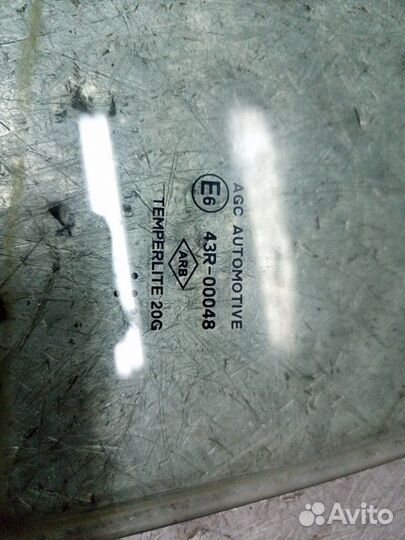 AGC AUTOMOTIVE
E6 43R-00048
ARB
TEMPERLITE 20G
Avito